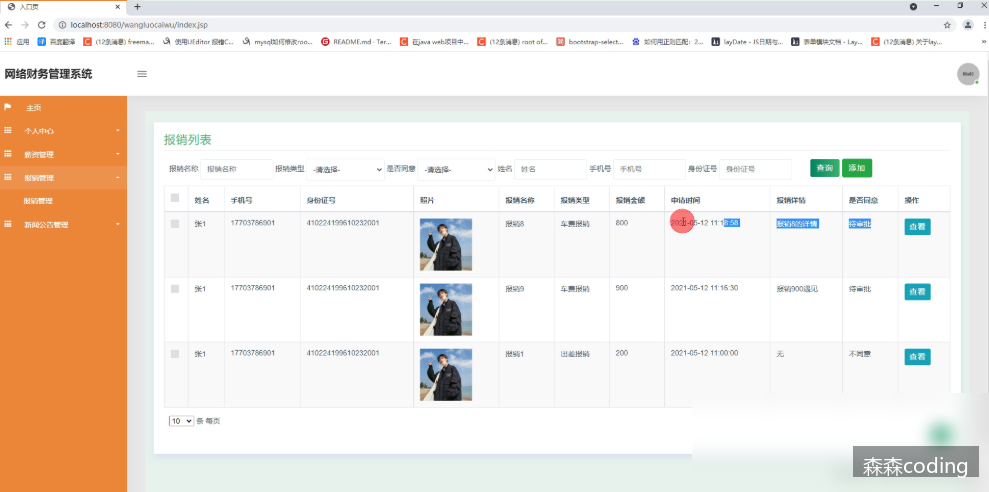 入口页
localhost:8080/wangluocaiwu/index.jsp
应用 百度翻译 (12条消息) freema... 使用UEditor 报错C... mysql如何修改roo... README.md · Ter... 在java web项目中... (12条消息) root of... bootstrap-select... 如何用正则匹配：2... layDate - JS日期与... 表单模块文档 - Lay... (12条消息) 关于lay...
网络财务管理系统
主页
个人中心
薪资管理
报销管理
报销管理
新闻公告管理
报销列表
报销名称 报销名称 报销类型 -请选择- 是否同意 -请选择- 姓名 姓名 手机号 手机号 身份证号 身份证号 查询 添加
姓名 手机号 身份证号 照片 报销名称 报销类型 报销金额 申请时间 报销详情 是否同意 操作
张1 17703786901 410224199610232001 报销8 车票报销 800 2021-05-12 11:18:58 报销8的详情 待审批 查看
张1 17703786901 410224199610232001 报销9 车票报销 900 2021-05-12 11:16:30 报销900遇见 待审批 查看
张1 17703786901 410224199610232001 报销1 出差报销 200 2021-05-12 11:00:00 无 不同意 查看
10 条 每页
森森coding